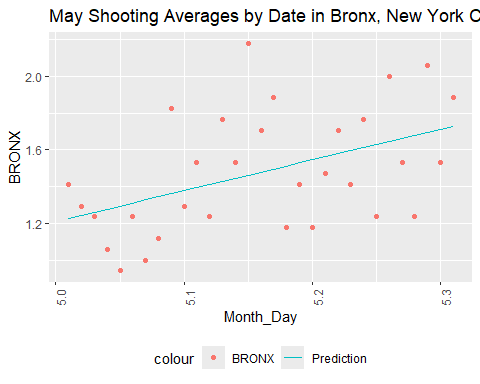 May Shooting Averages by Date in Bronx, New York C
BRONX
2.0
1.6
1.2
5.0 5.1 5.2 5.3
Month_Day
colour BRONX Prediction